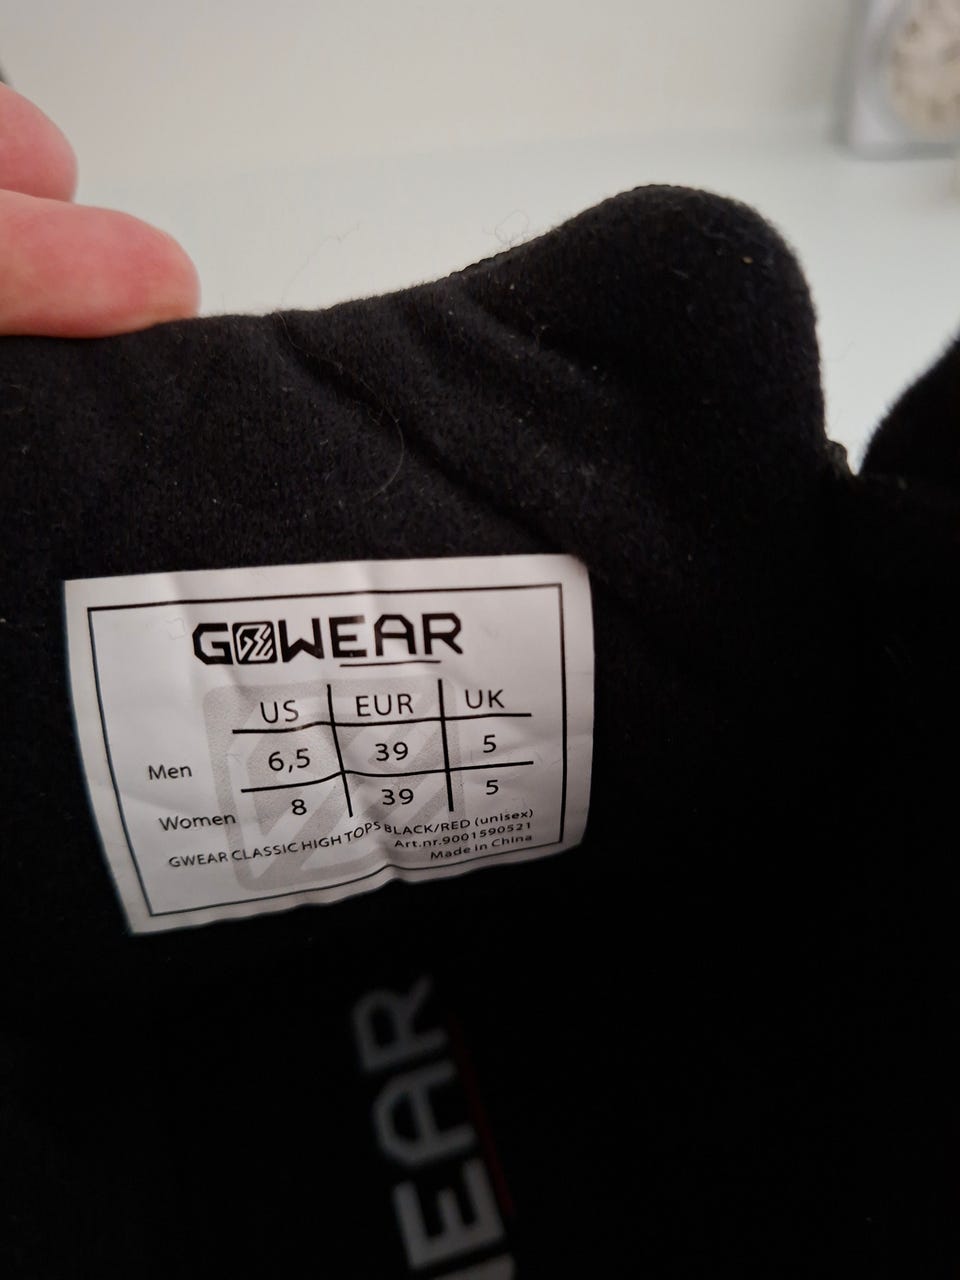 GWEAR
US EUR UK
Men 6,5 39 5
Women 8 39 5
GWEAR CLASSIC HIGH TOPS BLACK/RED (unisex)
Art.nr.9001590521
Made in China
EAR